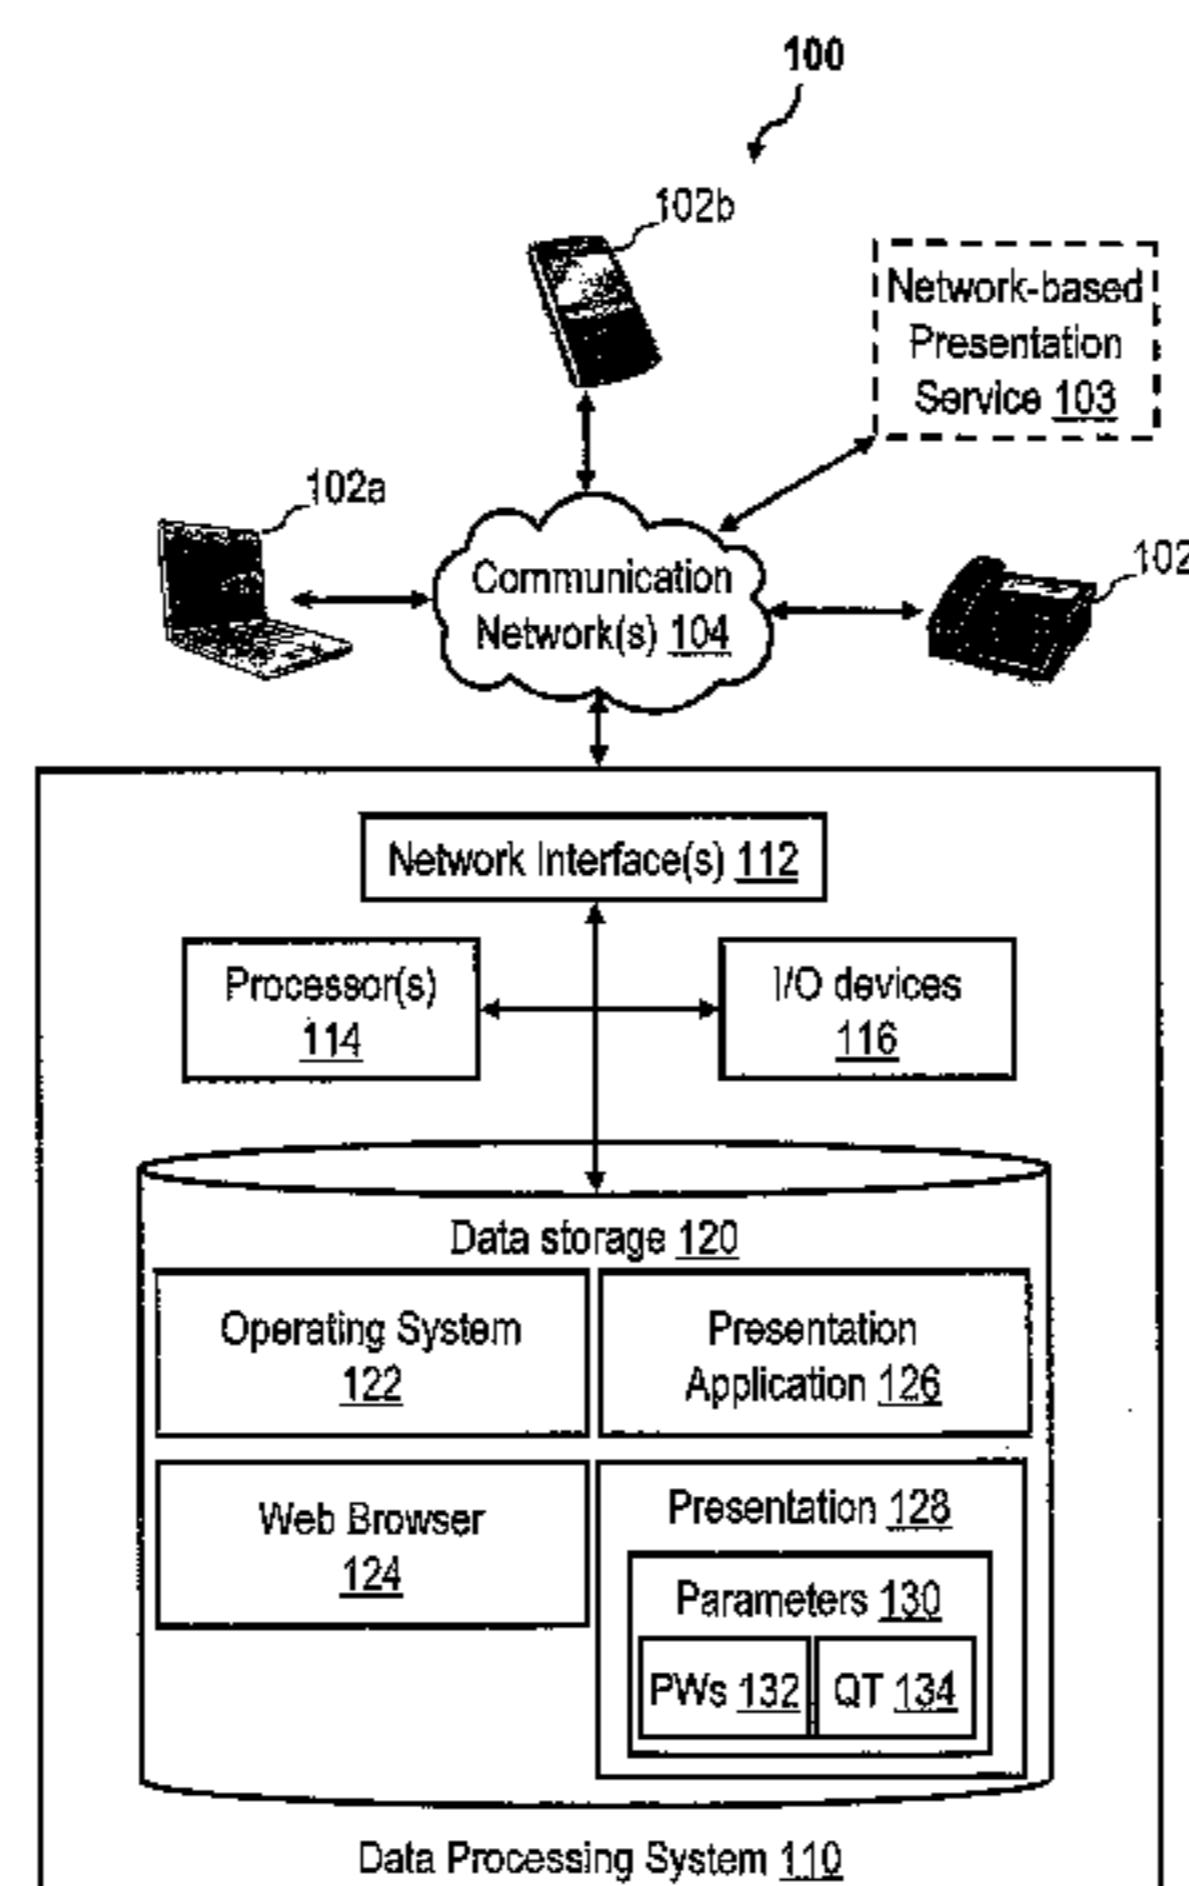 100
102b
Network-based
Presentation
Service 103
102a
Communication
Network(s) 104
102
Network Interface(s) 112
Processor(s)
114
I/O devices
116
Data storage 120
Operating System
122
Presentation
Application 126
Web Browser
124
Presentation 128
Parameters 130
PWs 132
QT 134
Data Processing System 110